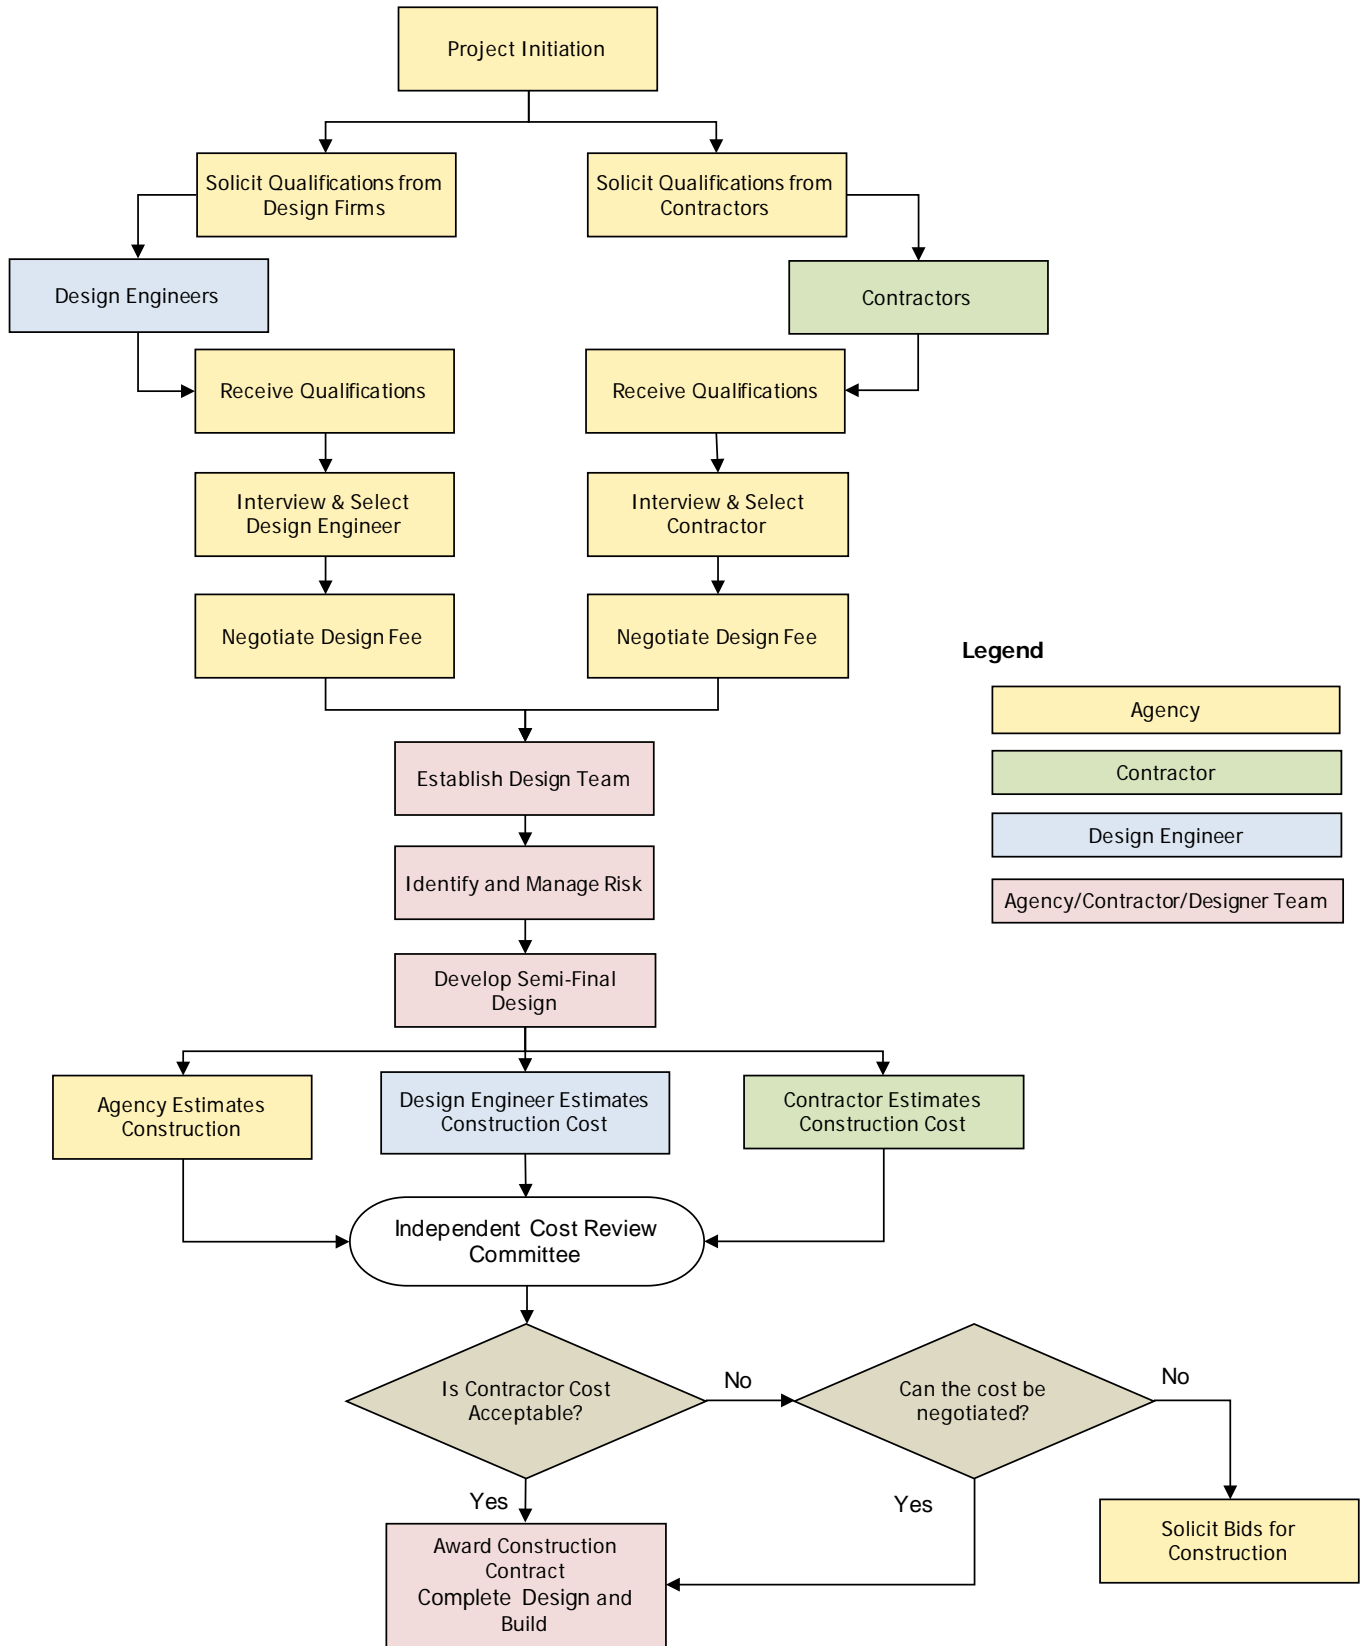 Project Initiation
Solicit Qualifications from
Design Firms
Solicit Qualifications from
Contractors
Design Engineers
Contractors
Receive Qualifications
Receive Qualifications
Interview & Select
Design Engineer
Interview & Select
Contractor
Negotiate Design Fee
Negotiate Design Fee
Legend
Agency
Contractor
Design Engineer
Agency/Contractor/Designer Team
Establish Design Team
Identify and Manage Risk
Develop Semi-Final
Design
Agency Estimates
Construction
Design Engineer Estimates
Construction Cost
Contractor Estimates
Construction Cost
Independent Cost Review
Committee
Is Contractor Cost
Acceptable?
No
Can the cost be
negotiated?
No
Yes
Yes
Award Construction
Contract
Complete Design and
Build
Solicit Bids for
Construction